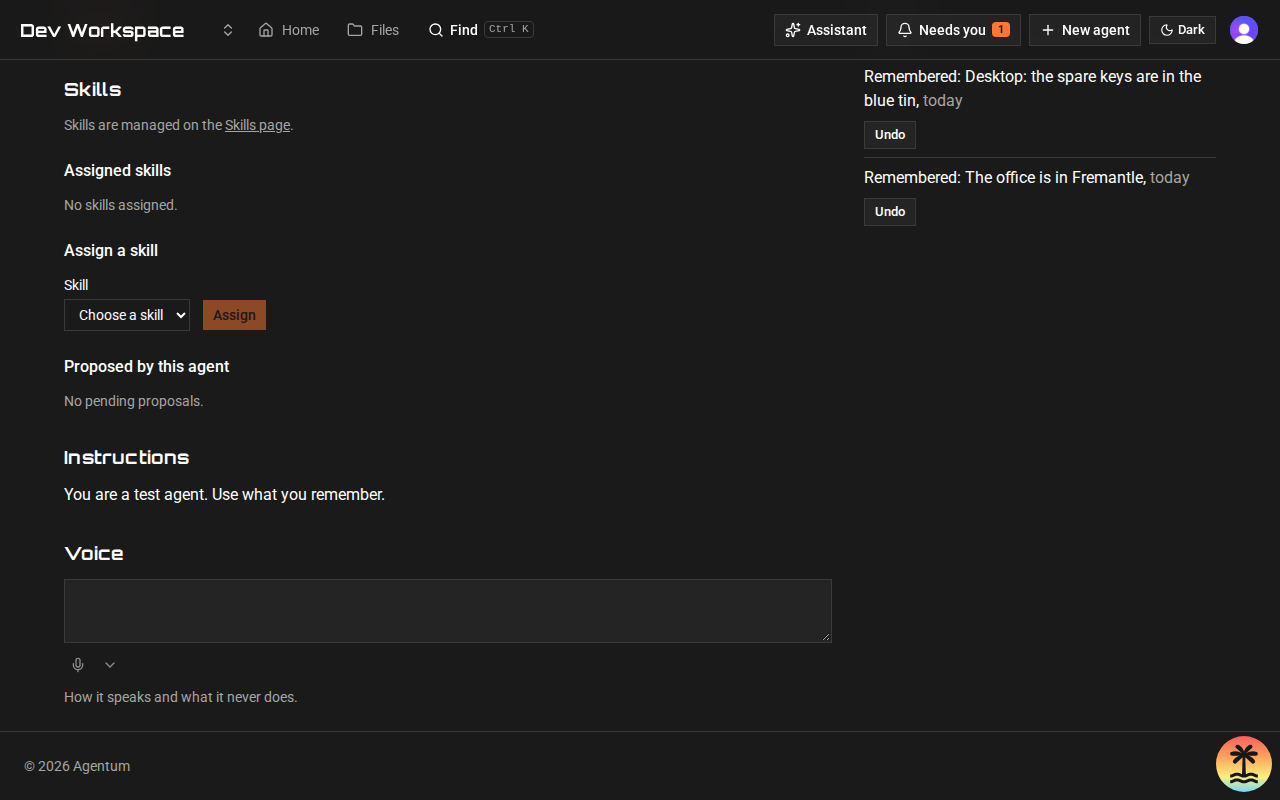 Dev Workspace
Home
Files
Find
Ctrl K
Assistant
Needs you 1
New agent
Dark
Skills
Skills are managed on the Skills page.
Assigned skills
No skills assigned.
Assign a skill
Skill
Choose a skill
Assign
Proposed by this agent
No pending proposals.
Instructions
You are a test agent. Use what you remember.
Voice
How it speaks and what it never does.
Remembered: Desktop: the spare keys are in the
blue tin, today
Undo
Remembered: The office is in Fremantle, today
Undo
© 2026 Agentum